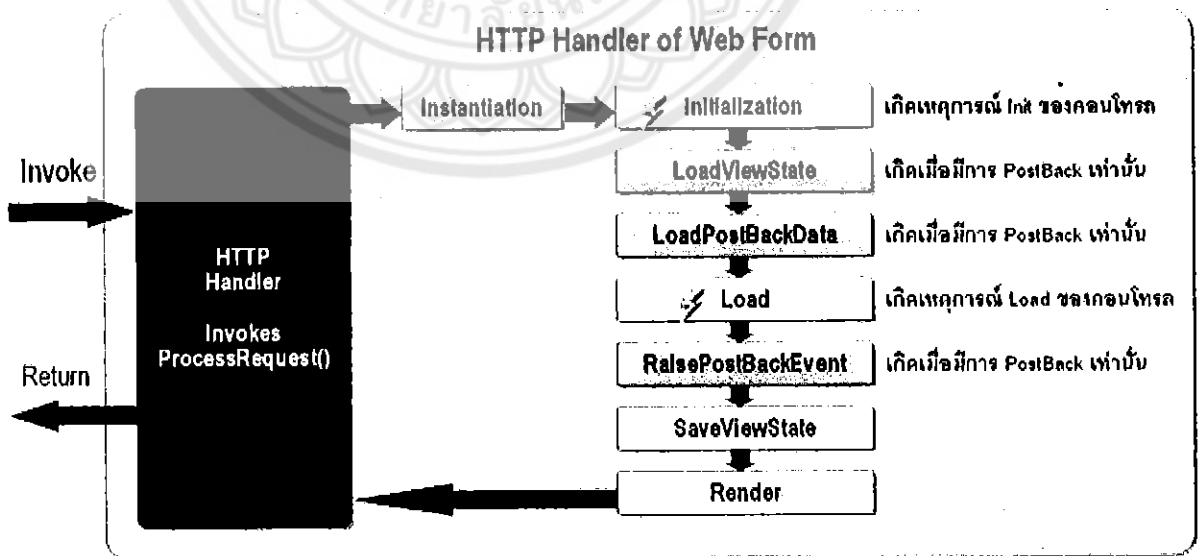 HTTP Handler of Web Form
Instantiation
Initialization
เกิดเหตุการณ์ Init ของคอนโทรล
Invoke
LoadViewState
เกิดเมื่อมีการ PostBack เท่านั้น
LoadPostBackData
เกิดเมื่อมีการ PostBack เท่านั้น
HTTP
Handler
Load
เกิดเหตุการณ์ Load ของคอนโทรล
Invokes
ProcessRequest()
Return
RaisePostBackEvent
เกิดเมื่อมีการ PostBack เท่านั้น
SaveViewState
Render